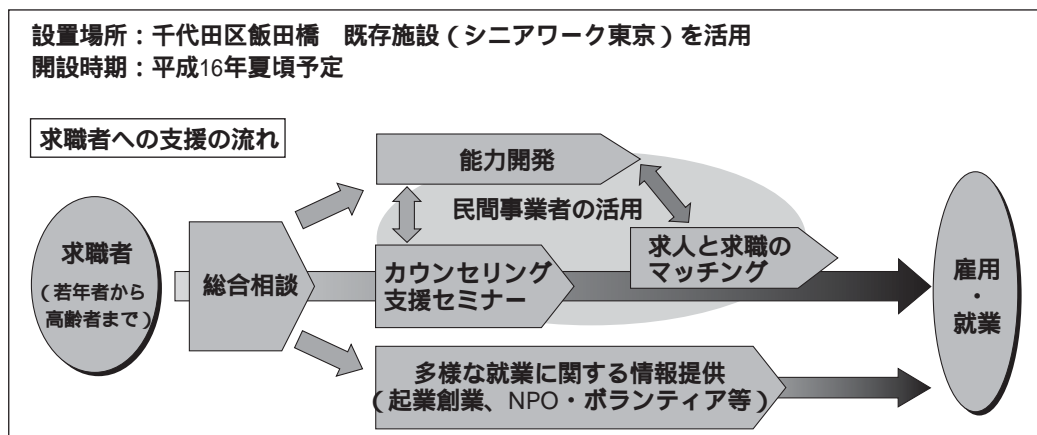 設置場所：千代田区飯田橋　既存施設（シニアワーク東京）を活用
開設時期：平成16年夏頃予定
求職者への支援の流れ
能力開発
民間事業者の活用
求職者
（若年者から
高齢者まで）
総合相談
カウンセリング
支援セミナー
求人と求職の
マッチング
雇用
・
就業
多様な就業に関する情報提供
（起業創業、NPO・ボランティア等）